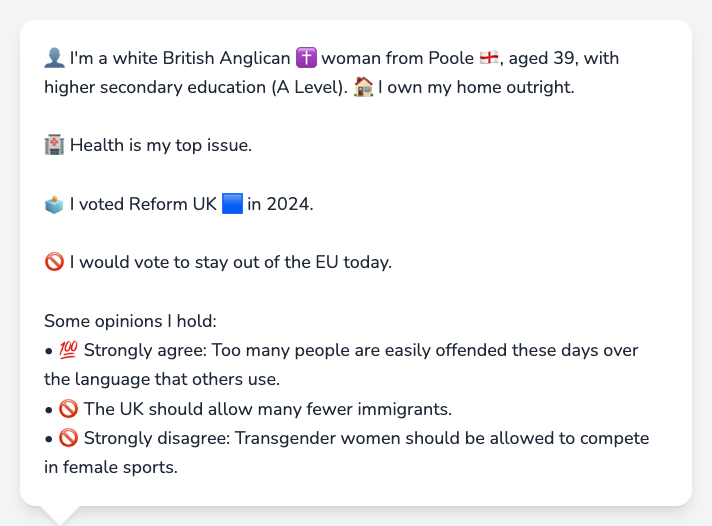 👤 I'm a white British Anglican ✝️ woman from Poole 🏴󠁧󠁢󠁥󠁮󠁧󠁿, aged 39, with
higher secondary education (A Level). 🏠 I own my home outright.
🏥 Health is my top issue.
🗳️ I voted Reform UK 🟦 in 2024.
🚫 I would vote to stay out of the EU today.
Some opinions I hold:
• 💯 Strongly agree: Too many people are easily offended these days over
the language that others use.
• 🚫 The UK should allow many fewer immigrants.
• 🚫 Strongly disagree: Transgender women should be allowed to compete
in female sports.